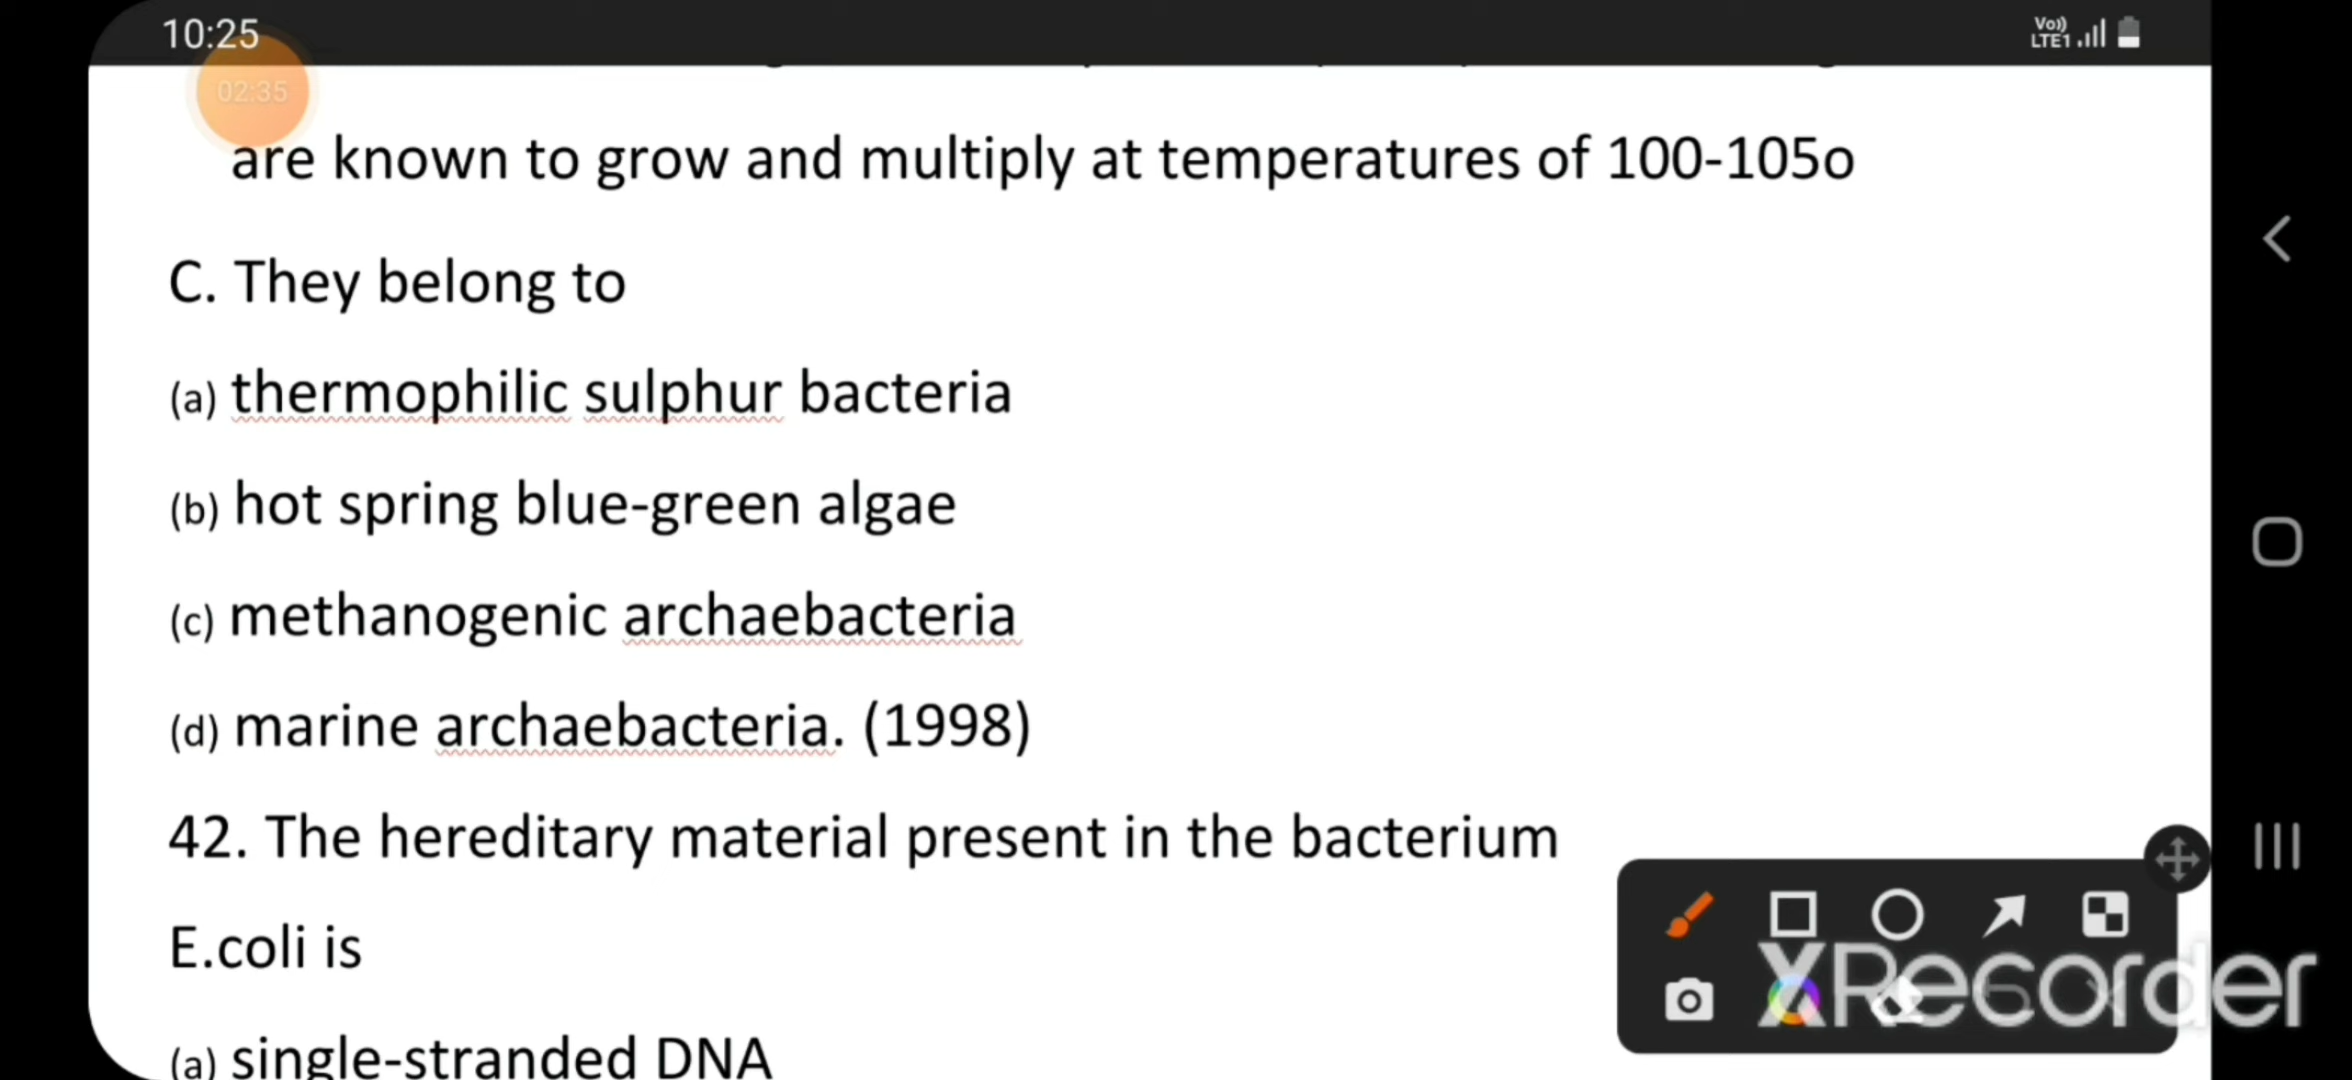 10:25
Vo)) LTE1
02:35
are known to grow and multiply at temperatures of 100-105o
C. They belong to
(a) thermophilic sulphur bacteria
(b) hot spring blue-green algae
(c) methanogenic archaebacteria
(d) marine archaebacteria. (1998)
42. The hereditary material present in the bacterium
E.coli is
(a) single-stranded DNA
XRecorder